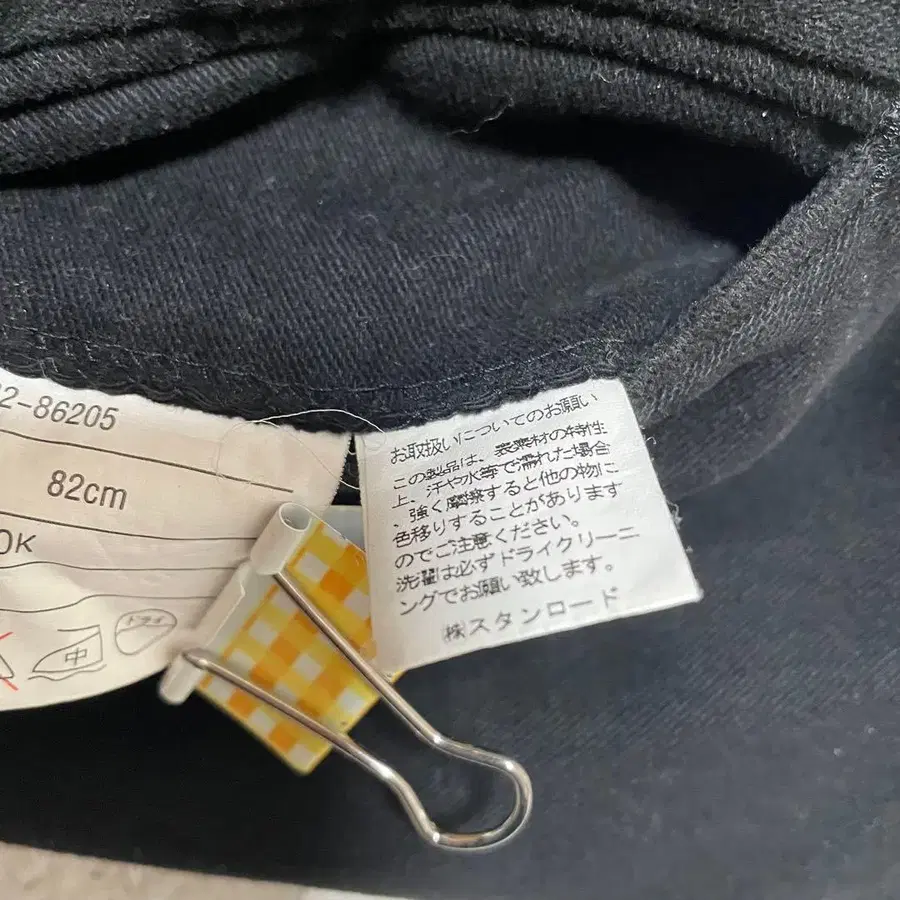 2-86205
82cm
OK
中
ドライ
お取扱いについてのお願い
この製品は、表素材の特性
上、汗や水等で濡れた場合
、強く摩擦すると他の物に
色移りすることがあります
のでご注意ください。
洗濯は必ずドライクリーニ
ングでお願い致します。
㈱スタンロード